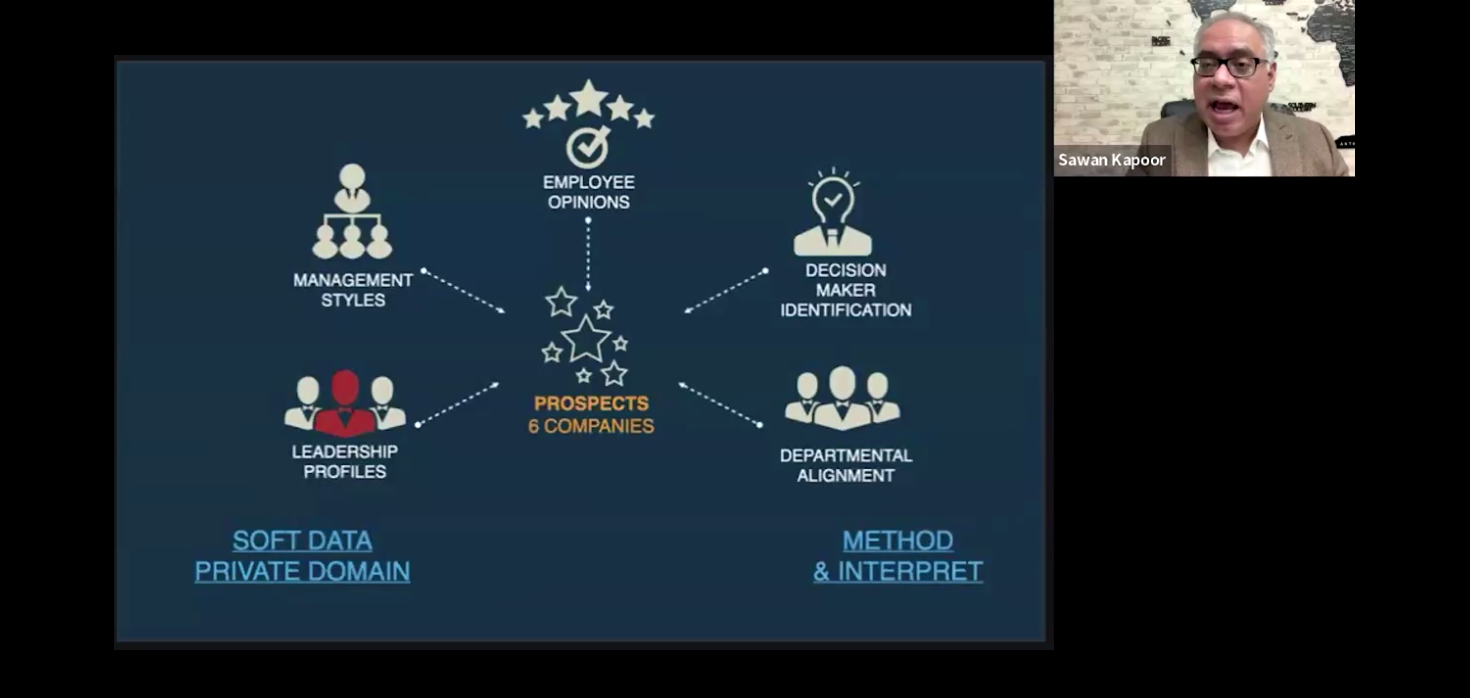 EMPLOYEE
OPINIONS
MANAGEMENT
STYLES
DECISION
MAKER
IDENTIFICATION
PROSPECTS
6 COMPANIES
LEADERSHIP
PROFILES
DEPARTMENTAL
ALIGNMENT
SOFT DATA
PRIVATE DOMAIN
METHOD
& INTERPRET
Sawan Kapoor